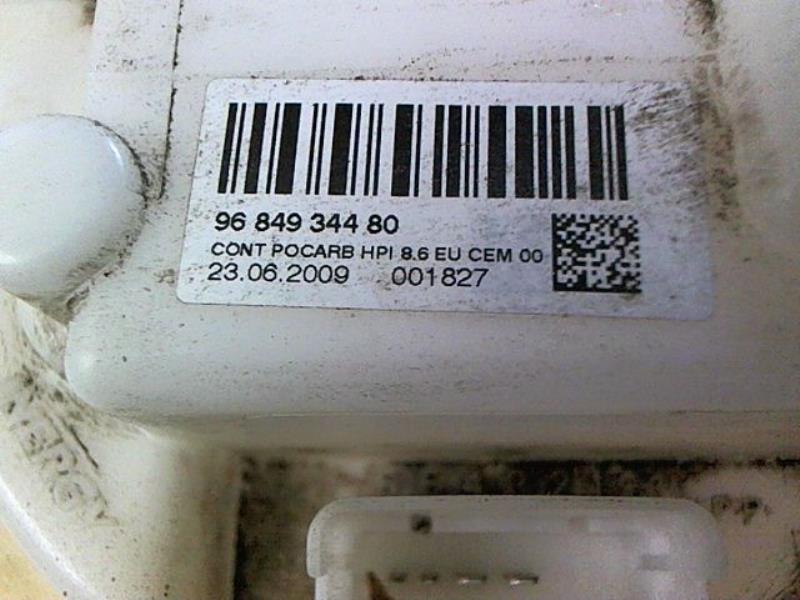 96 849 344 80
CONT POCARB HPI 8.6 EU CEM 00
23.06.2009 001827